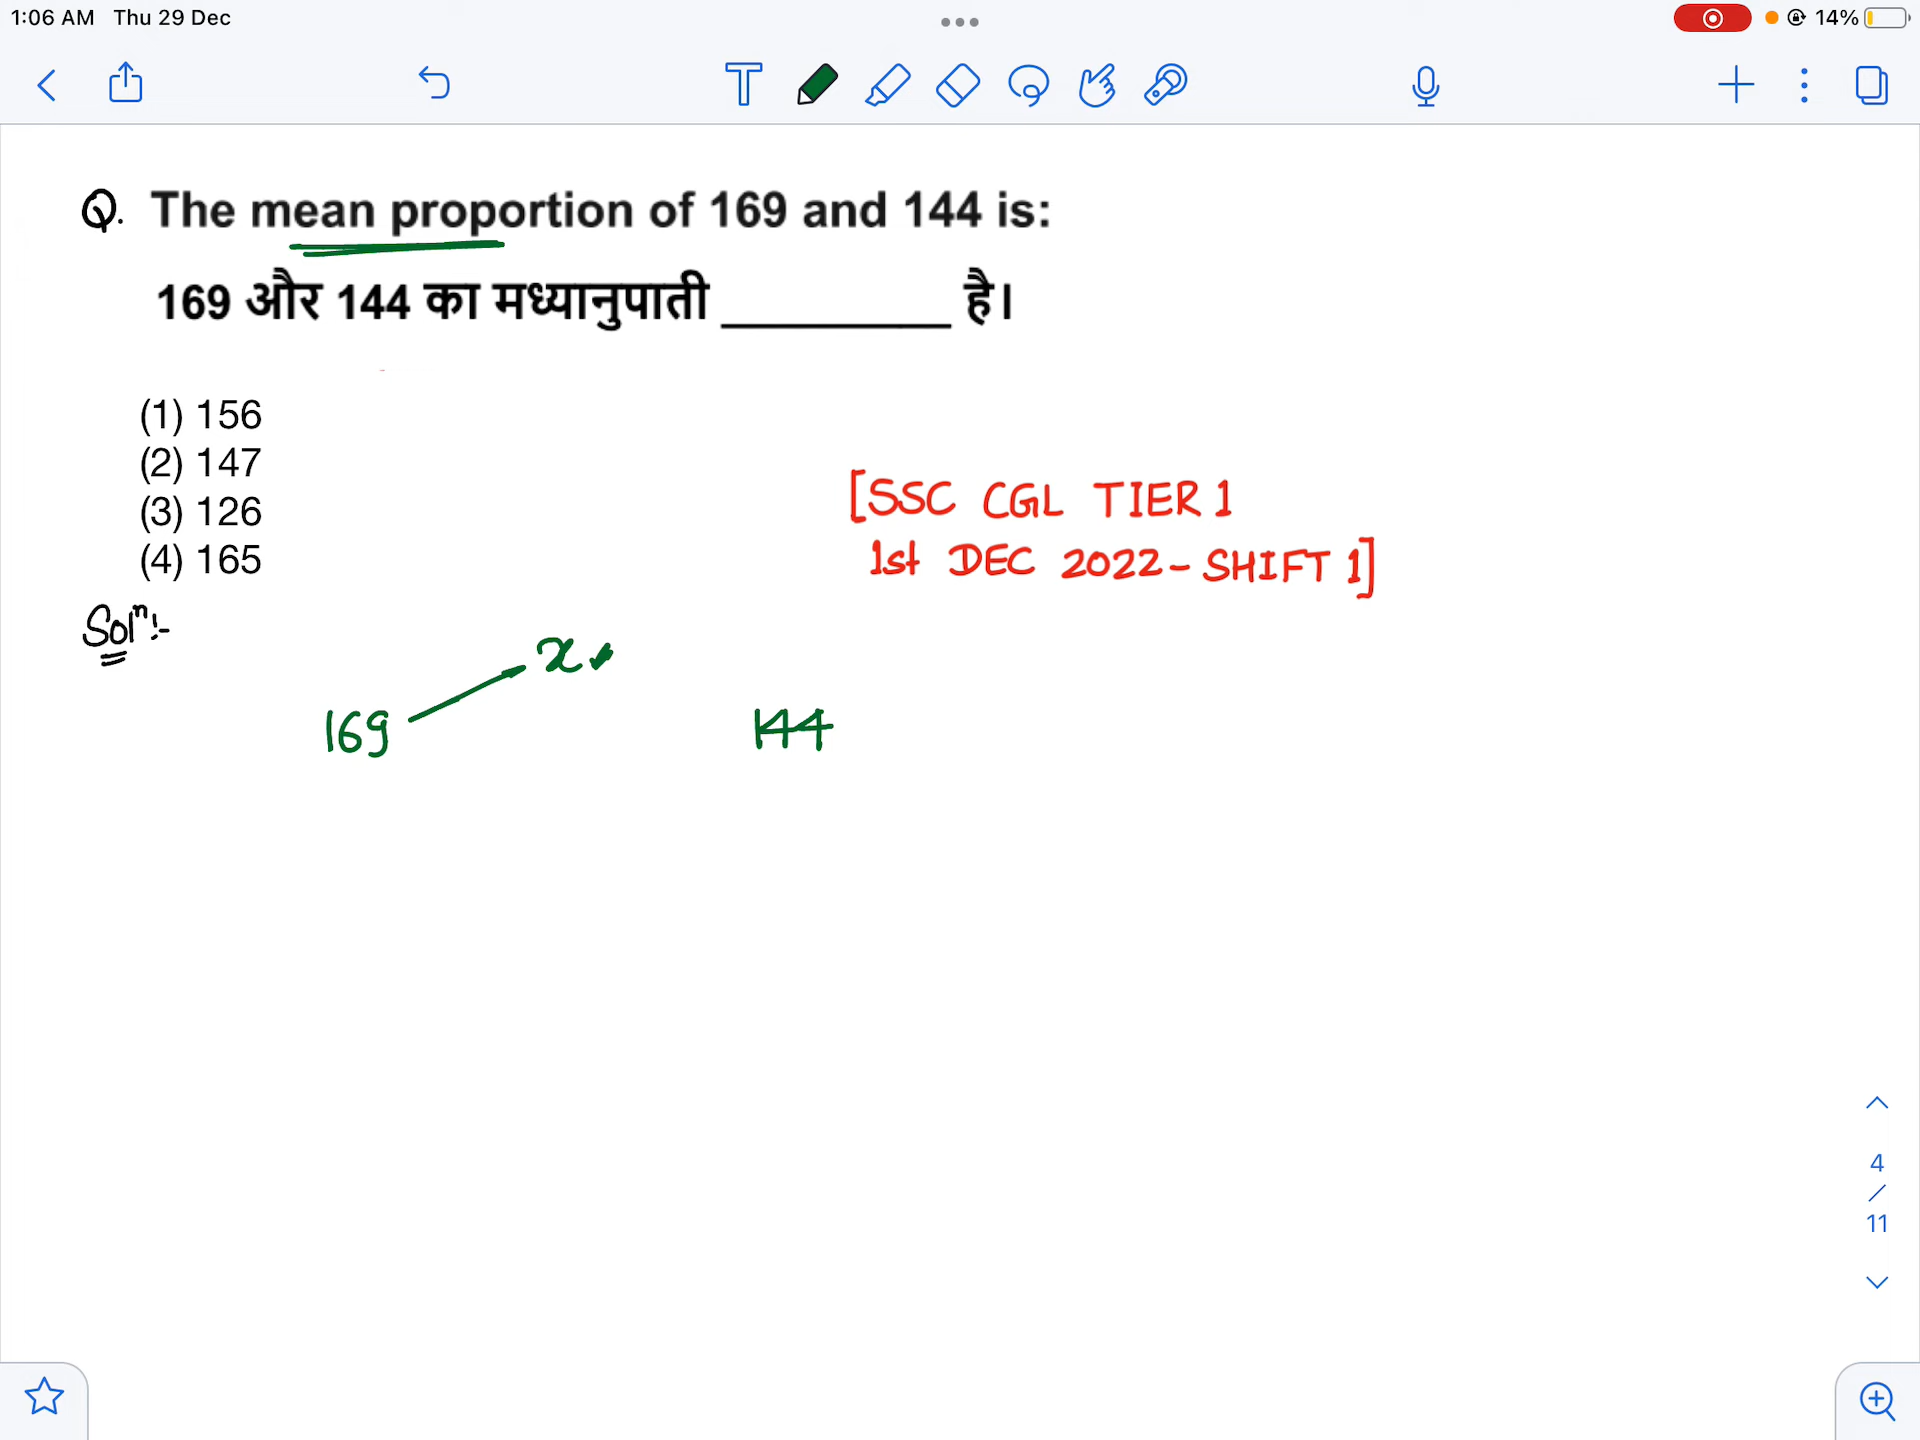 1:06 AM Thu 29 Dec
14%
Q. The mean proportion of 169 and 144 is:
169 और 144 का मध्यानुपाती __________ है।
(1) 156
(2) 147
(3) 126
(4) 165
[SSC CGL TIER 1
1st DEC 2022 - SHIFT 1]
Solⁿ:-
x
169 144
4
/
11